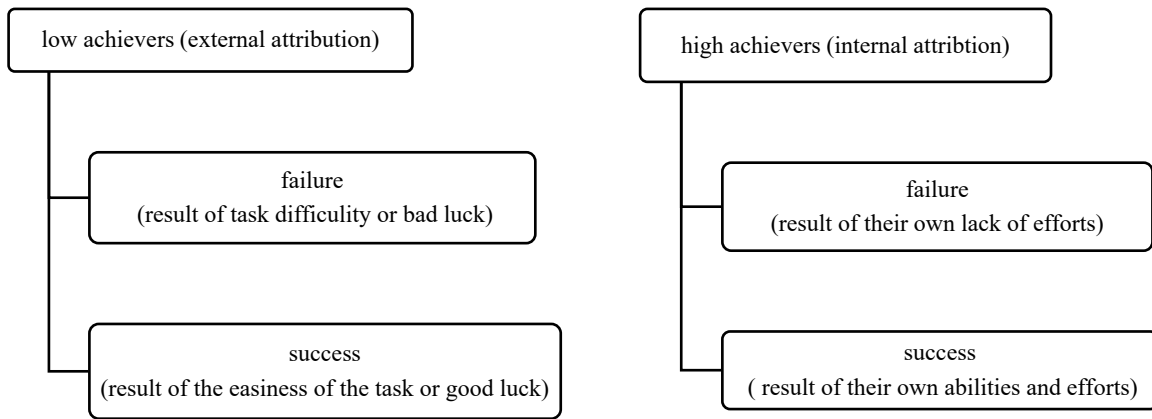 low achievers (external attribution)
failure
(result of task difficulity or bad luck)
success
(result of the easiness of the task or good luck)
high achievers (internal attribtion)
failure
(result of their own lack of efforts)
success
( result of their own abilities and efforts)